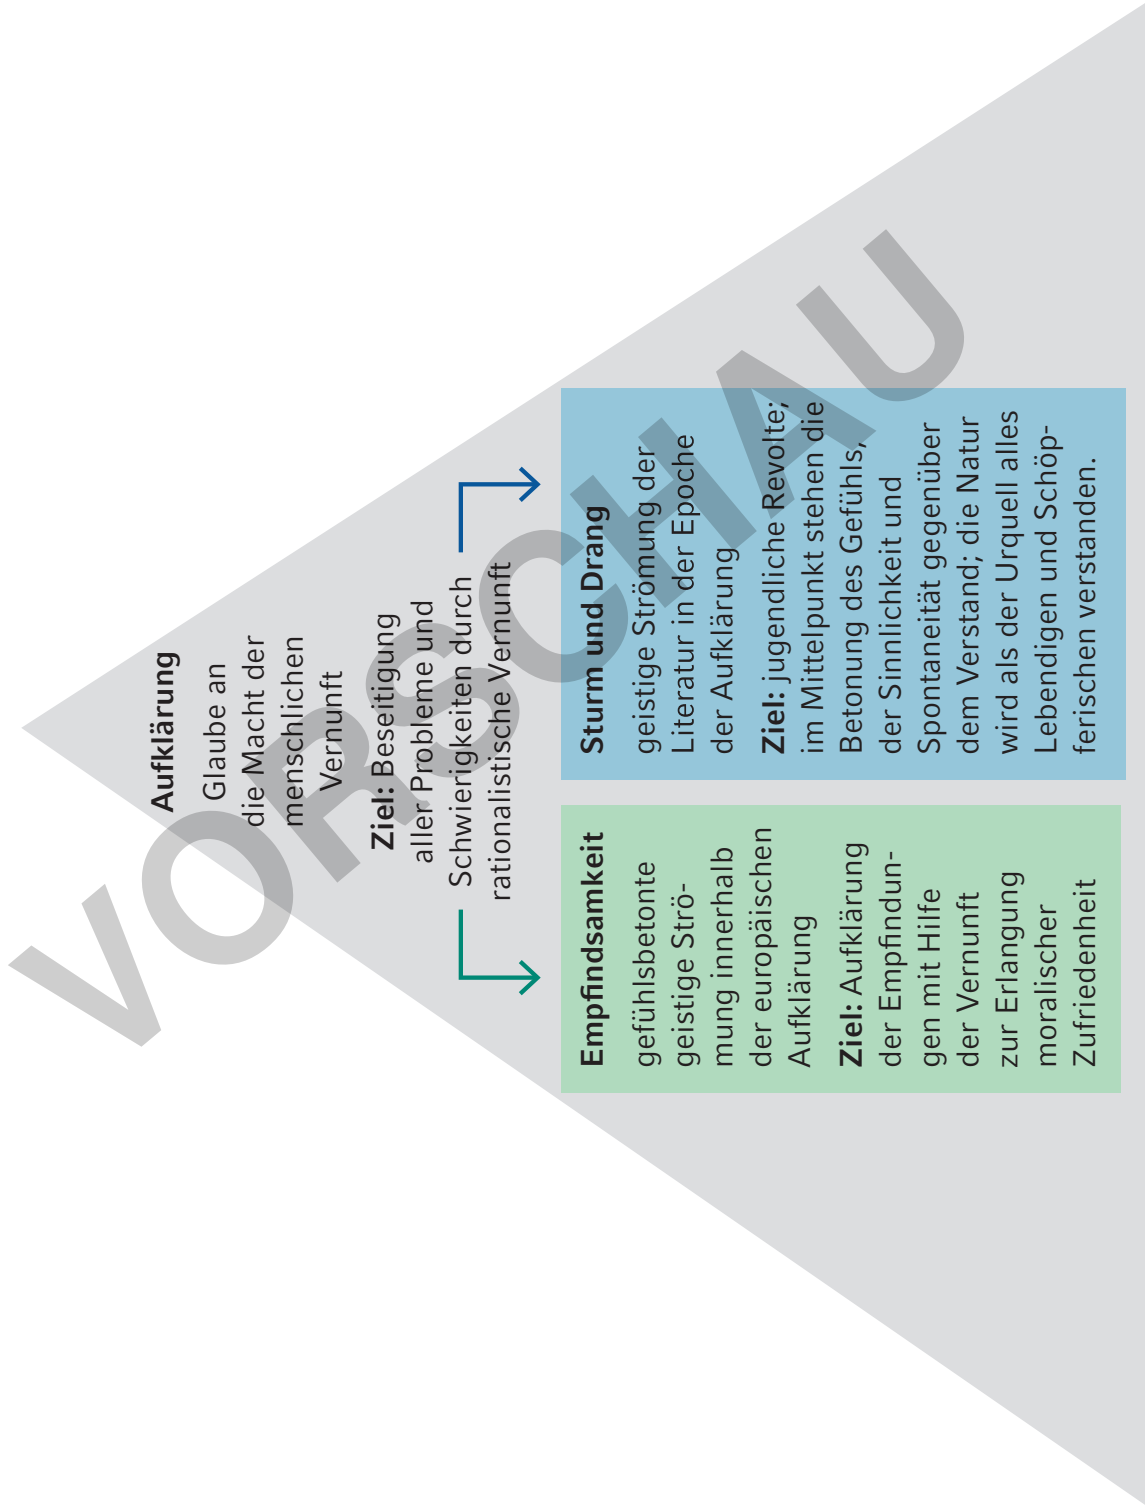 Aufklärung
Glaube an
die Macht der
menschlichen
Vernunft
Ziel: Beseitigung
aller Probleme und
Schwierigkeiten durch
rationalistische Vernunft
Empfindsamkeit
gefühlsbetonte
geistige Strö-
mung innerhalb
der europäischen
Aufklärung
Ziel: Aufklärung
der Empfindun-
gen mit Hilfe
der Vernunft
zur Erlangung
moralischer
Zufriedenheit
Sturm und Drang
geistige Strömung der
Literatur in der Epoche
der Aufklärung
Ziel: jugendliche Revolte;
im Mittelpunkt stehen die
Betonung des Gefühls,
der Sinnlichkeit und
Spontaneität gegenüber
dem Verstand; die Natur
wird als der Urquell alles
Lebendigen und Schöp-
ferischen verstanden.
VORSCHAU